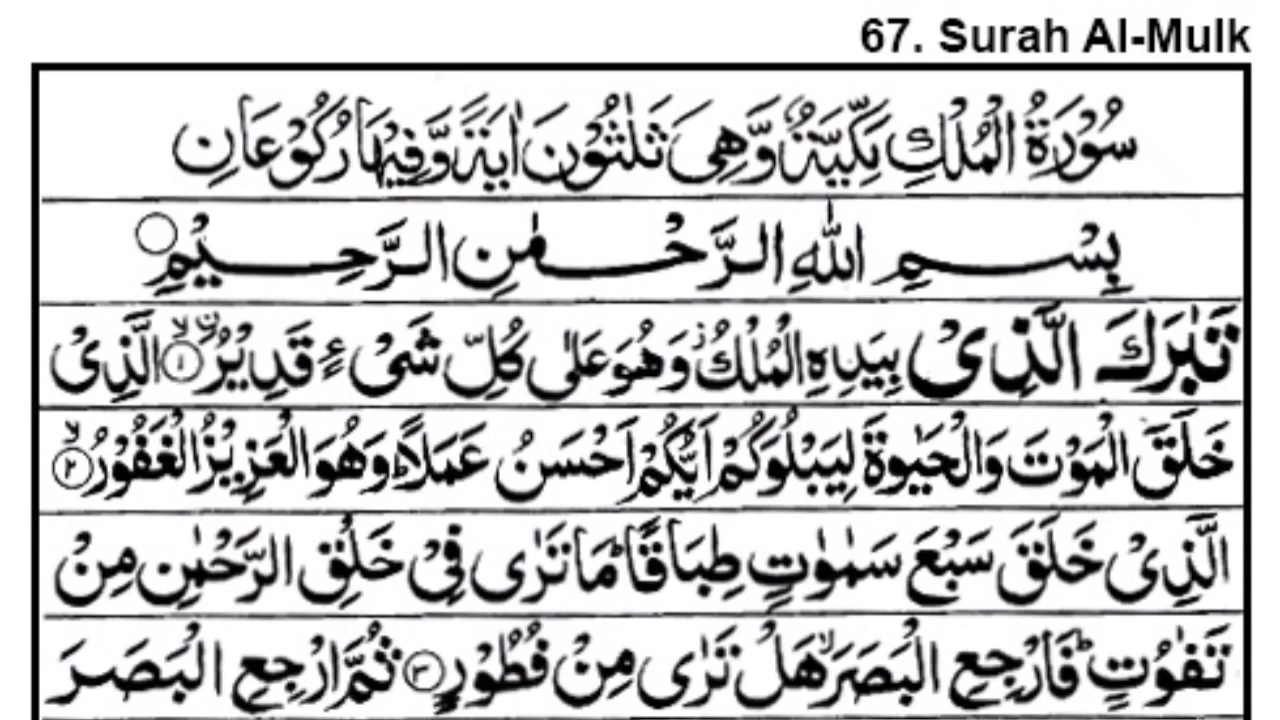 67. Surah Al-Mulk
سُوْرَةُ الْمُلْكِ مَكِّيَّةٌ وَّهِىَ ثَلٰثُوْنَ اٰيَةً وَّفِيْهَا رُكُوْعَانِ
بِسْمِ اللّٰهِ الرَّحْمٰنِ الرَّحِيْمِ
تَبٰرَكَ الَّذِىْ بِيَدِهِ الْمُلْكُ ز وَهُوَ عَلٰى كُلِّ شَىْءٍ قَدِيْرُ ۙ ۨ ۝۱ الَّذِىْ
خَلَقَ الْمَوْتَ وَالْحَيٰوةَ لِيَبْلُوَكُمْ اَيُّكُمْ اَحْسَنُ عَمَلًا ؕ وَهُوَ الْعَزِيْزُ الْغَفُوْرُ ۙ ۝۲
الَّذِىْ خَلَقَ سَبْعَ سَمٰوٰتٍ طِبَاقًا ؕ مَا تَرٰى فِىْ خَلْقِ الرَّحْمٰنِ مِنْ
تَفٰوُتٍ ؕ فَارْجِعِ الْبَصَرَ ۙ هَلْ تَرٰى مِنْ فُطُوْرٍ ۝۳ ثُمَّ ارْجِعِ الْبَصَرَ